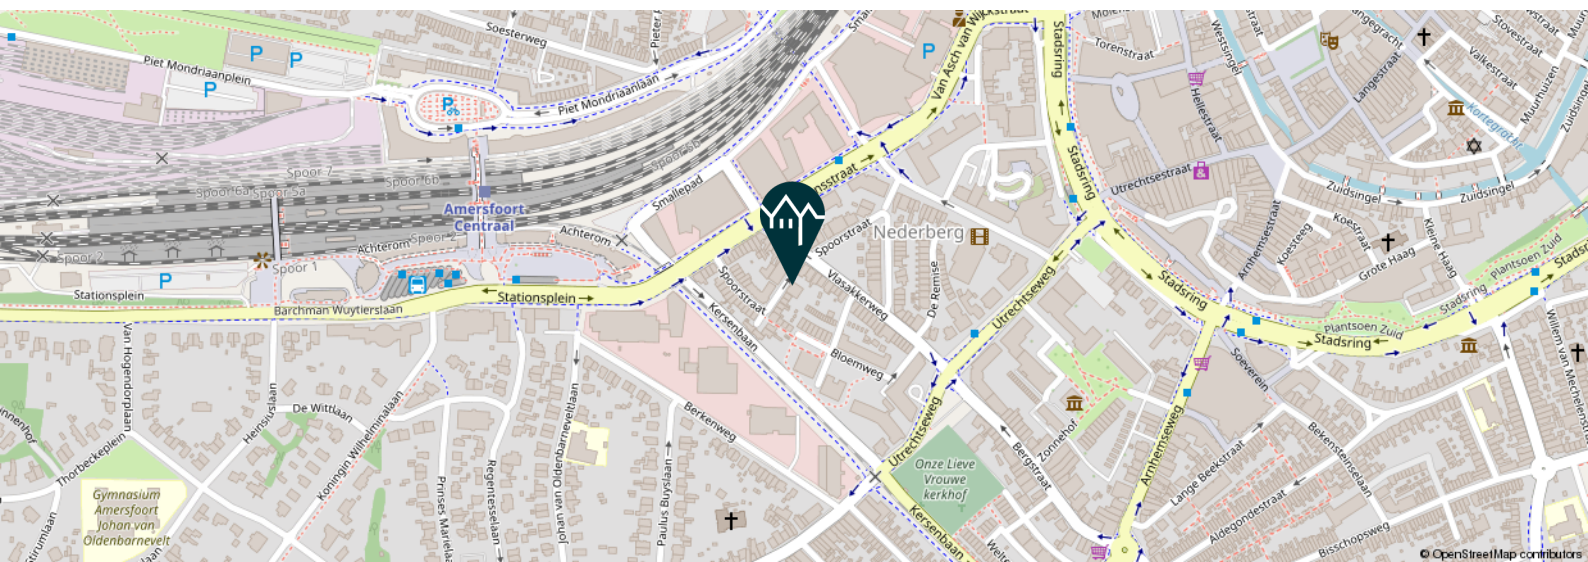 Soesterweg
Piet Mondriaanplein
P
P
P
P
Piet Mondriaanlaan
P
Van Asch van Wijckstraat
Stadsring
Torenstraat
Westsingel
Hellestraat
Langestraat
Stovestraat
Valkestraat
Muurhuizen
Kortegracht
Zuidsingel
Spoor 7
Spoor 6b
Spoor 6a
Spoor 5a
Spoor 5b
Smallepad
Amersfoort
Centraal
Achterom
Spoor 2
Achterom
Spoor 2
Spoor 1
P
Stationsplein
Stationsplein
Barchman Wuytierslaan
Spoorstraat
Nederberg
Spoorstraat
Vlasakkerweg
De Remise
Kersenbaan
Bloemweg
Utrechtseweg
Stadsring
Utrechtsestraat
Zuidsingel
Zuidsingel
Arnhemsestraat
Koesteeg
Koestraat
Grote Haag
Kleine Haag
Plantsoen Zuid
Stadsring
Stadsring
Plantsoen Zuid
Stadsring
Willem van Mechelenstr
Soeverein
Van Hogendorplaan
Heinsiuslaan
De Wittlaan
Thorbeckeplein
Koningin Wilhelminalaan
Johan van Oldenbarneveltlaan
Berkenweg
Regentesselaan
Paulus Buyslaan
Gymnasium
Amersfoort
Johan van
Oldenbarnevelt
Utrechtseweg
Onze Lieve
Vrouwe
kerkhof
Kersenbaan
Bergstraat
Zonnehof
Arnhemseweg
Lange Beekstraat
Bekensteinselaan
Aldegondestraat
Bisschopsweg
© OpenStreetMap contributors